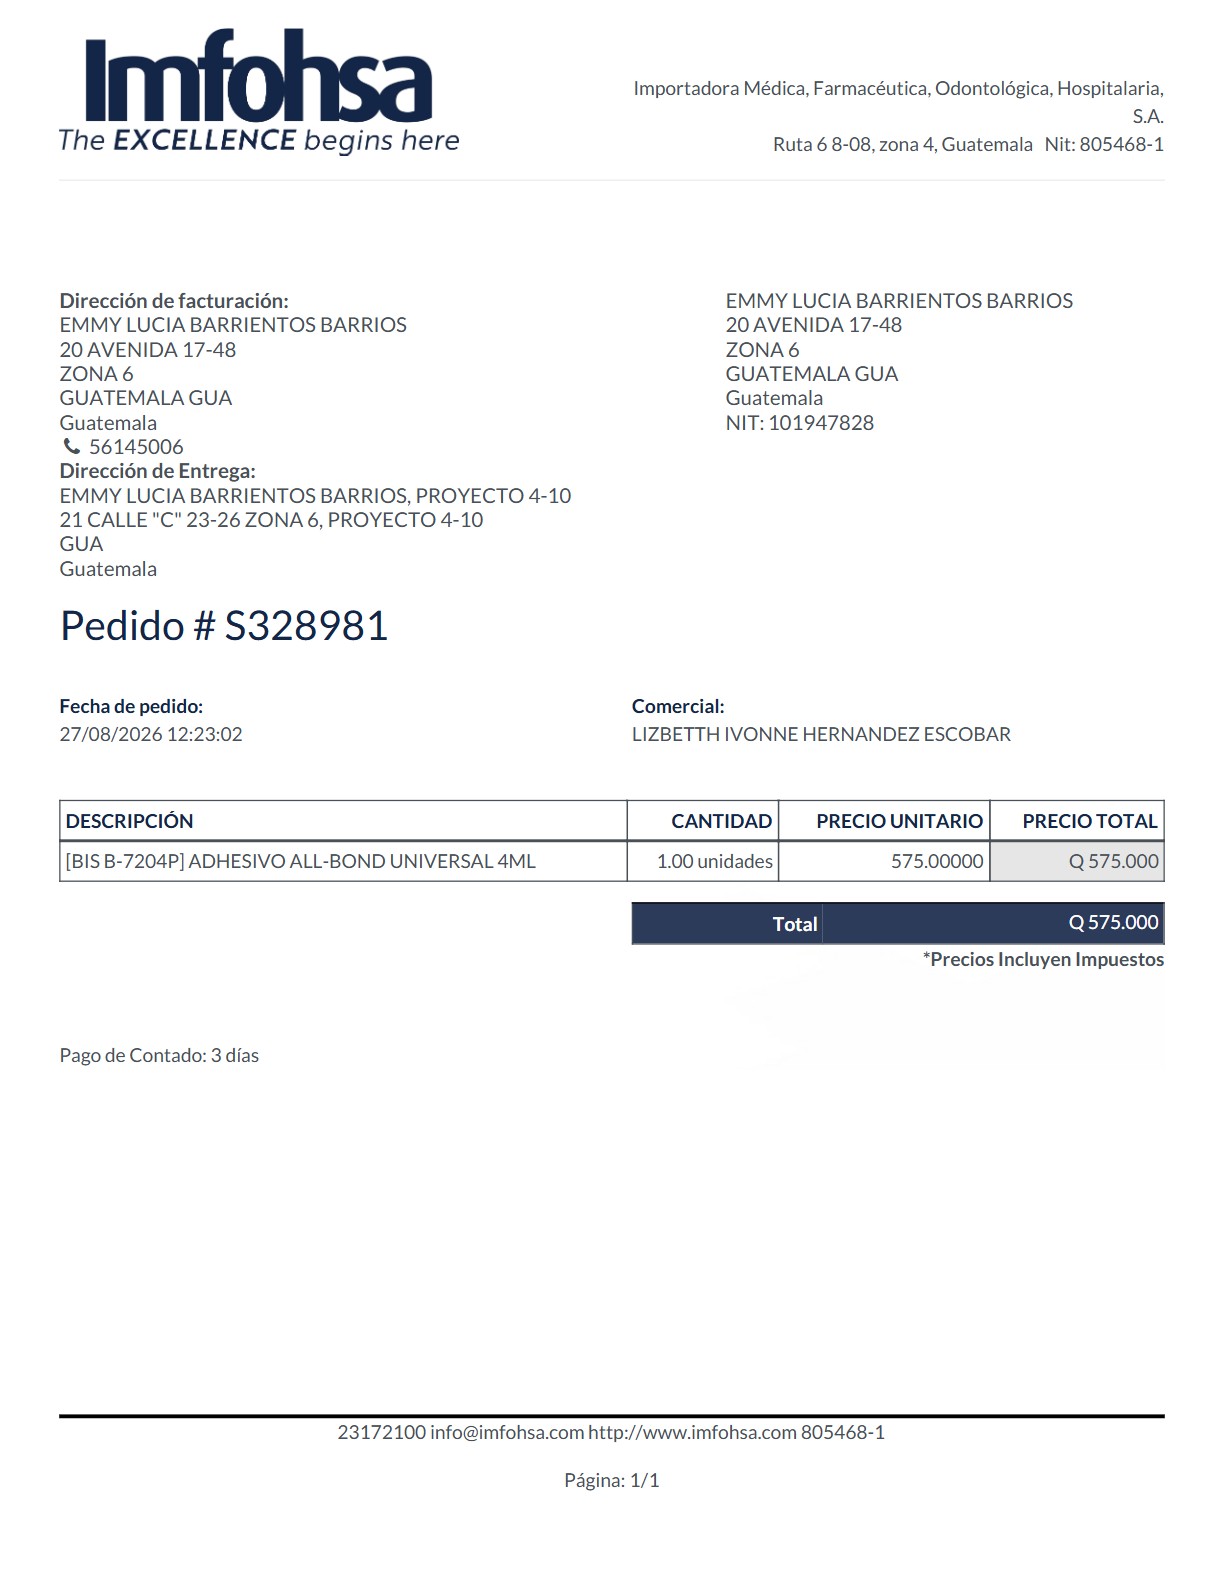 Imfohsa
The EXCELLENCE begins here
Importadora Médica, Farmacéutica, Odontológica, Hospitalaria,
S.A.
Ruta 6 8-08, zona 4, Guatemala Nit: 805468-1
Dirección de facturación:
EMMY LUCIA BARRIENTOS BARRIOS
20 AVENIDA 17-48
ZONA 6
GUATEMALA GUA
Guatemala
56145006
Dirección de Entrega:
EMMY LUCIA BARRIENTOS BARRIOS, PROYECTO 4-10
21 CALLE "C" 23-26 ZONA 6, PROYECTO 4-10
GUA
Guatemala
EMMY LUCIA BARRIENTOS BARRIOS
20 AVENIDA 17-48
ZONA 6
GUATEMALA GUA
Guatemala
NIT: 101947828
Pedido # S328981
Fecha de pedido:
27/08/2026 12:23:02
Comercial:
LIZBETTH IVONNE HERNANDEZ ESCOBAR
DESCRIPCIÓN CANTIDAD PRECIO UNITARIO PRECIO TOTAL
[BIS B-7204P] ADHESIVO ALL-BOND UNIVERSAL 4ML 1.00 unidades 575.00000 Q 575.000
Total Q 575.000
*Precios Incluyen Impuestos
Pago de Contado: 3 días
23172100 info@imfohsa.com http://www.imfohsa.com 805468-1
Página: 1/1